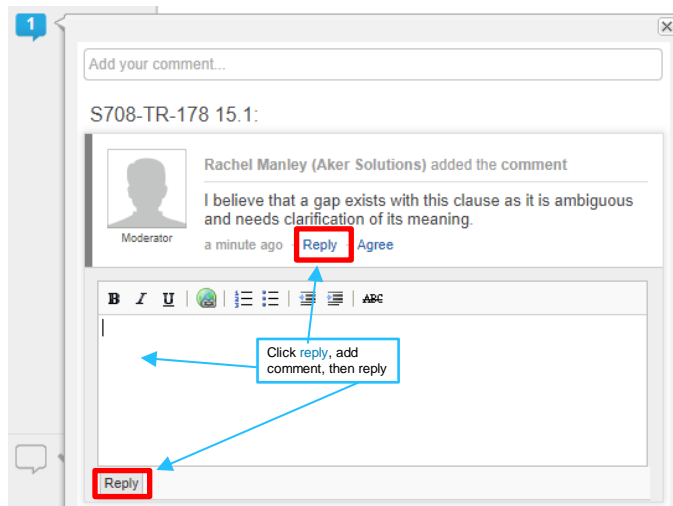 1
Add your comment...
S708-TR-178 15.1:
Rachel Manley (Aker Solutions) added the comment
I believe that a gap exists with this clause as it is ambiguous
and needs clarification of its meaning.
Moderator
a minute ago · Reply · Agree
B I U ABC
Click reply, add
comment, then reply
Reply